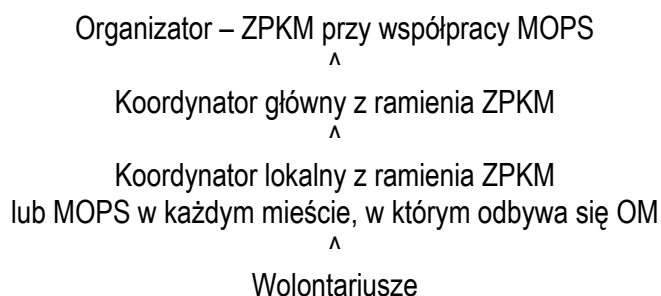 Organizator – ZPKM przy współpracy MOPS
^
Koordynator główny z ramienia ZPKM
^
Koordynator lokalny z ramienia ZPKM
lub MOPS w każdym mieście, w którym odbywa się OM
^
Wolontariusze